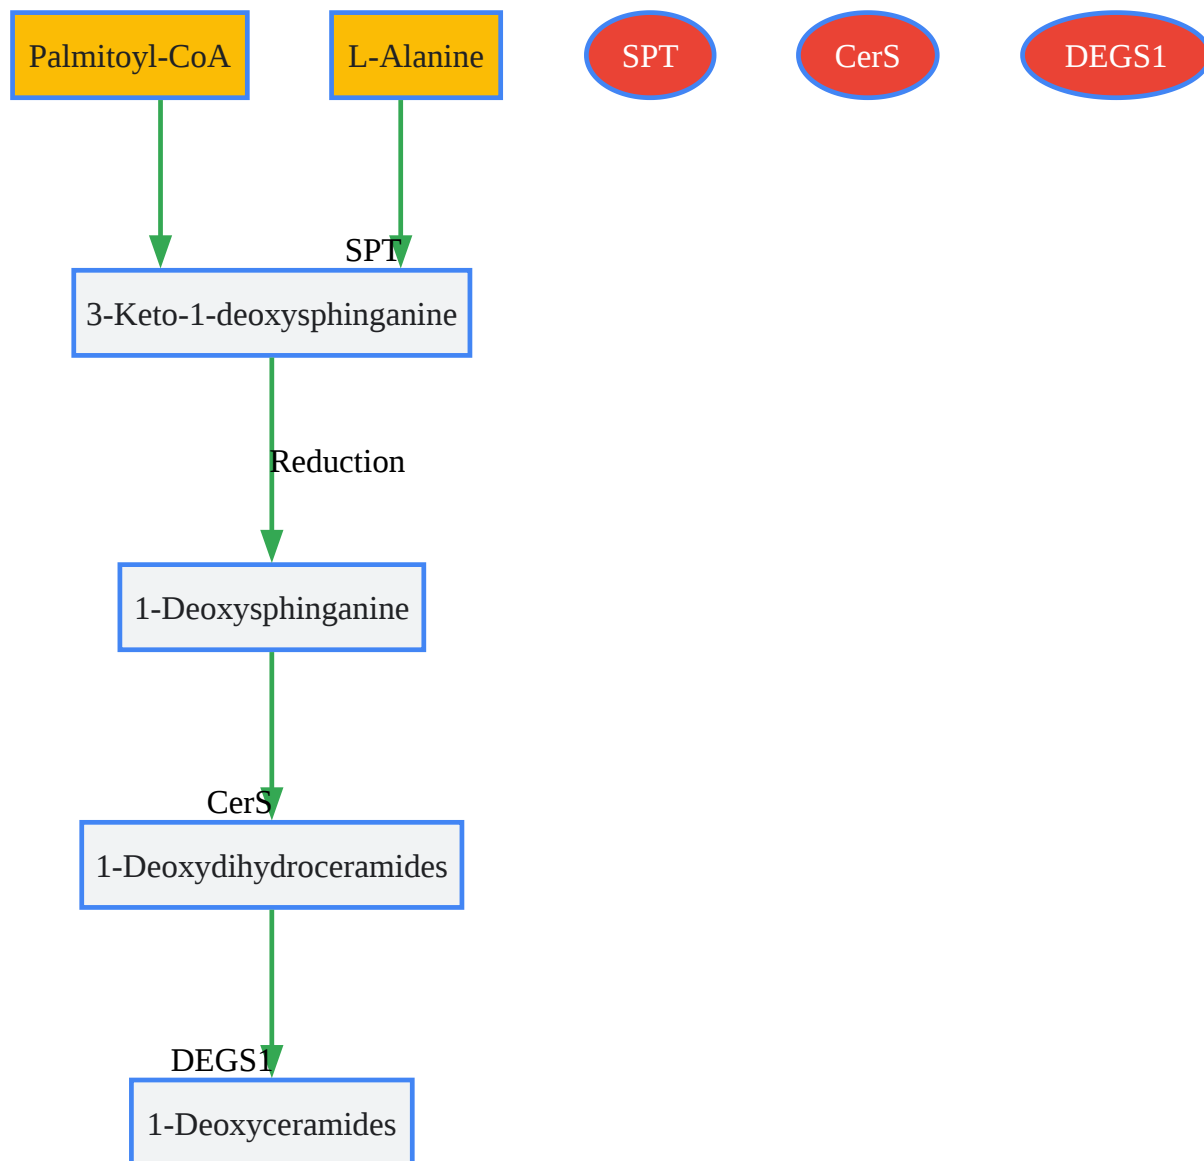 Palmitoyl-CoA
L-Alanine
SPT
CerS
DEGS1
SPT
3-Keto-1-deoxysphinganine
Reduction
1-Deoxysphinganine
CerS
1-Deoxydihydroceramides
DEGS1
1-Deoxyceramides